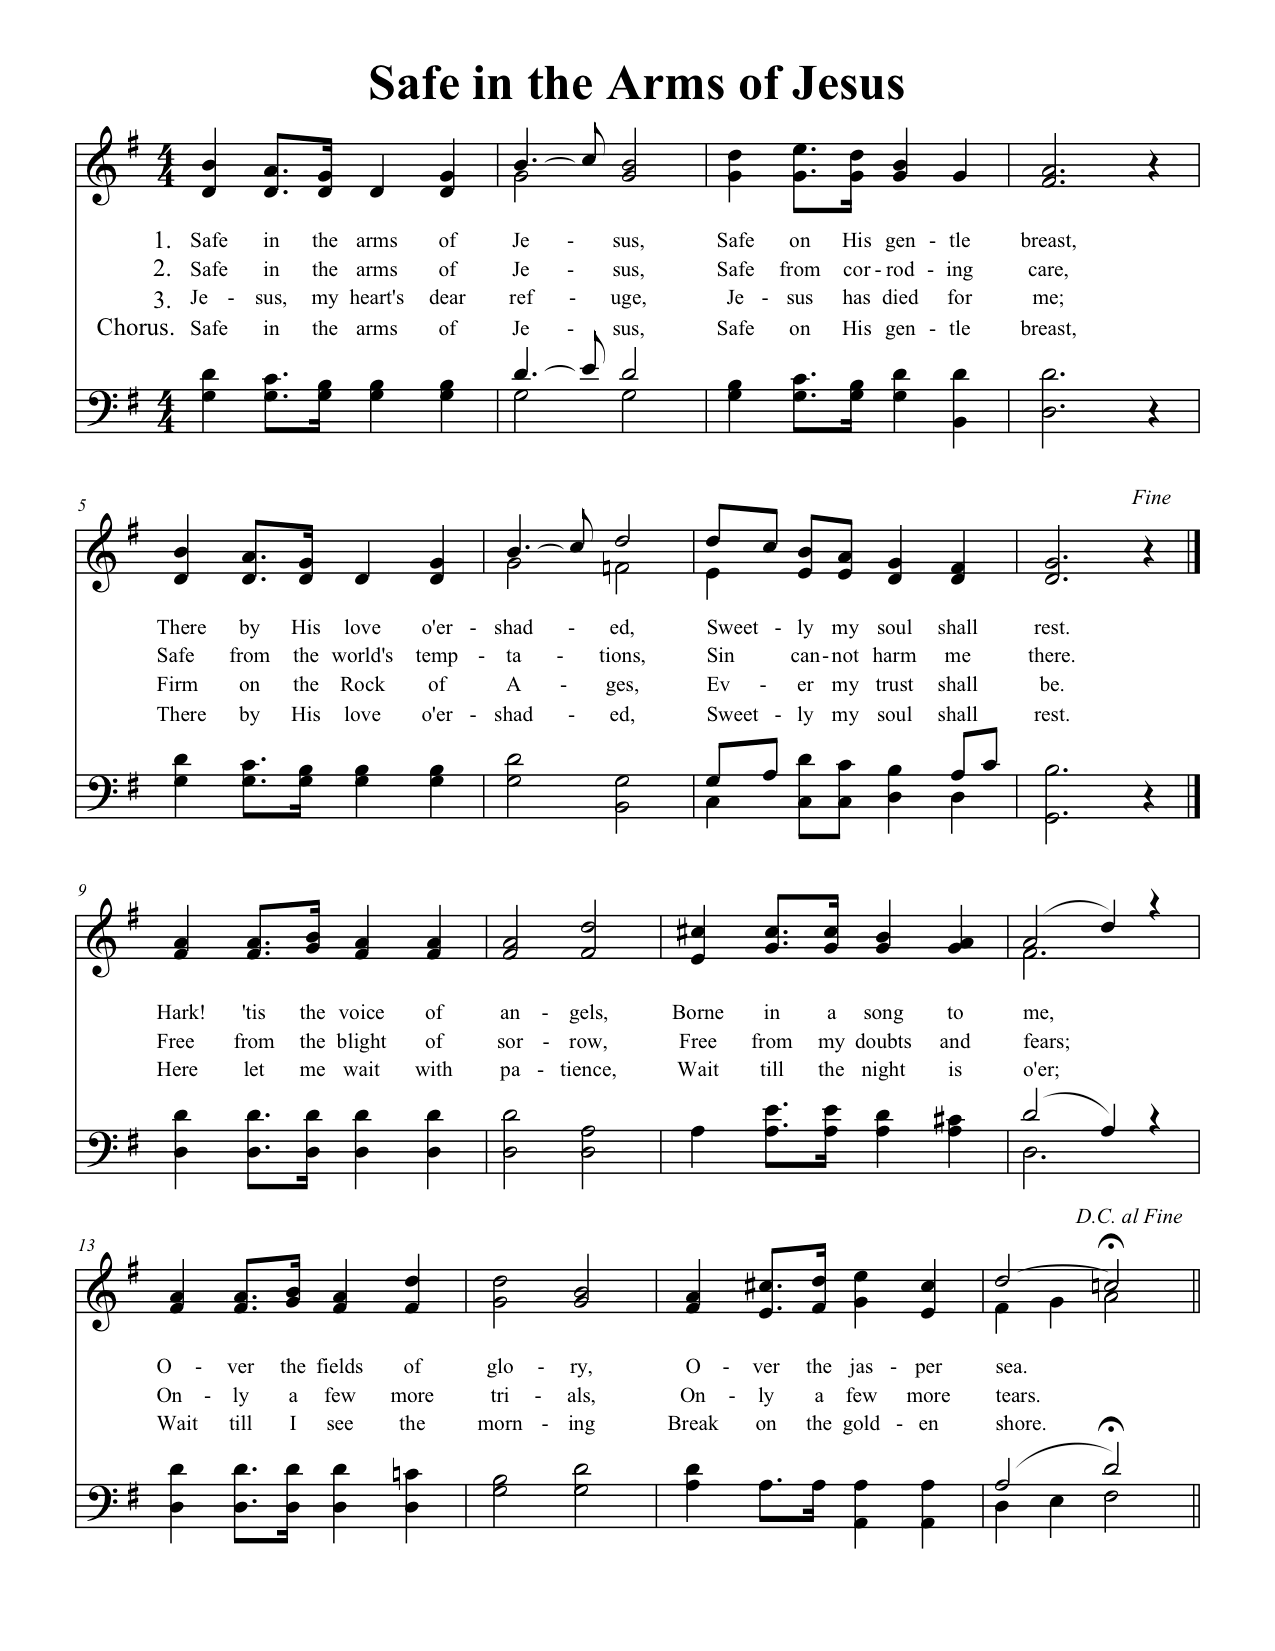 Safe in the Arms of Jesus
4 4
1. Safe in the arms of Je - sus, Safe on His gen - tle breast,
2. Safe in the arms of Je - sus, Safe from cor - rod - ing care,
3. Je - sus, my heart's dear ref - uge, Je - sus has died for me;
Chorus. Safe in the arms of Je - sus, Safe on His gen - tle breast,
4 4
Fine
5
There by His love o'er - shad - ed, Sweet - ly my soul shall rest.
Safe from the world's temp - ta - tions, Sin can - not harm me there.
Firm on the Rock of A - ges, Ev - er my trust shall be.
There by His love o'er - shad - ed, Sweet - ly my soul shall rest.
9
Hark! 'tis the voice of an - gels, Borne in a song to me,
Free from the blight of sor - row, Free from my doubts and fears;
Here let me wait with pa - tience, Wait till the night is o'er;
D.C. al Fine
13
O - ver the fields of glo - ry, O - ver the jas - per sea.
On - ly a few more tri - als, On - ly a few more tears.
Wait till I see the morn - ing Break on the gold - en shore.